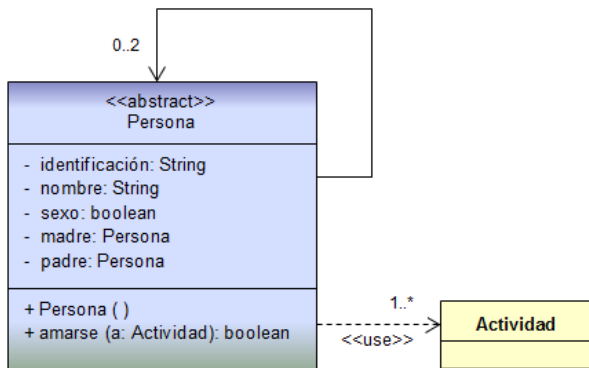 0..2
<<abstract>>
Persona
- identificación: String
- nombre: String
- sexo: boolean
- madre: Persona
- padre: Persona
+ Persona ( )
+ amarse (a: Actividad): boolean
1..*
<<use>>
Actividad